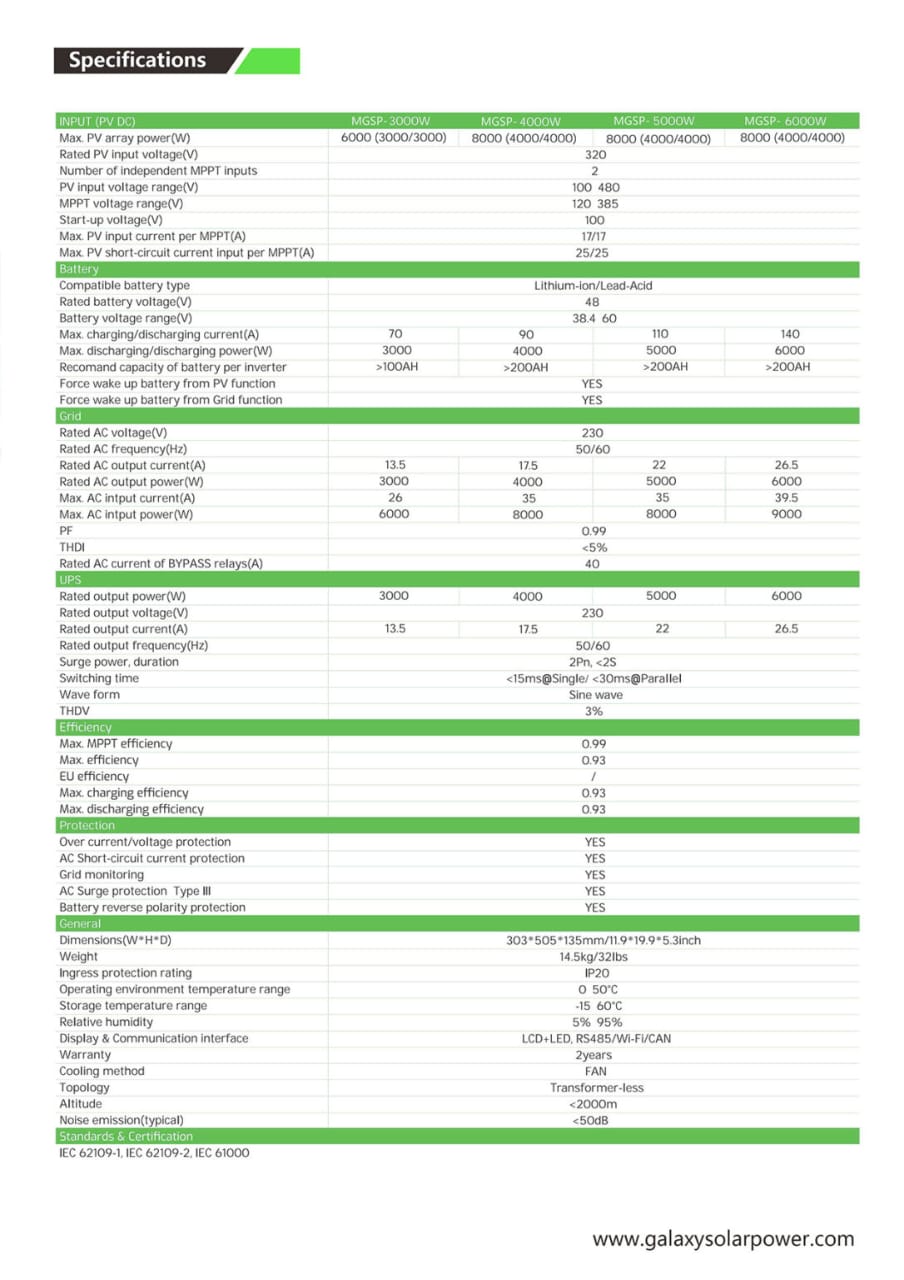 Specifications
INPUT (PV DC) MGSP-3000W MGSP- 4000W MGSP- 5000W MGSP- 6000W
Max. PV array power(W) 6000 (3000/3000) 8000 (4000/4000) 8000 (4000/4000) 8000 (4000/4000)
Rated PV input voltage(V) 320
Number of independent MPPT inputs 2
PV input voltage range(V) 100 480
MPPT voltage range(V) 120 385
Start-up voltage(V) 100
Max. PV input current per MPPT(A) 17/17
Max. PV short-circuit current input per MPPT(A) 25/25
Battery
Compatible battery type Lithium-ion/Lead-Acid
Rated battery voltage(V) 48
Battery voltage range(V) 38.4 60
Max. charging/discharging current(A) 70 90 110 140
Max. discharging/discharging power(W) 3000 4000 5000 6000
Recomand capacity of battery per inverter >100AH >200AH >200AH >200AH
Force wake up battery from PV function YES
Force wake up battery from Grid function YES
Grid
Rated AC voltage(V) 230
Rated AC frequency(Hz) 50/60
Rated AC output current(A) 13.5 17.5 22 26.5
Rated AC output power(W) 3000 4000 5000 6000
Max. AC intput current(A) 26 35 35 39.5
Max. AC intput power(W) 6000 8000 8000 9000
PF 0.99
THDI <5%
Rated AC current of BYPASS relays(A) 40
UPS
Rated output power(W) 3000 4000 5000 6000
Rated output voltage(V) 230
Rated output current(A) 13.5 17.5 22 26.5
Rated output frequency(Hz) 50/60
Surge power, duration 2Pn, <2S
Switching time <15ms@Single/ <30ms@Parallel
Wave form Sine wave
THDV 3%
Efficiency
Max. MPPT efficiency 0.99
Max. efficiency 0.93
EU efficiency /
Max. charging efficiency 0.93
Max. discharging efficiency 0.93
Protection
Over current/voltage protection YES
AC Short-circuit current protection YES
Grid monitoring YES
AC Surge protection Type III YES
Battery reverse polarity protection YES
General
Dimensions(W*H*D) 303*505*135mm/11.9*19.9*5.3inch
Weight 14.5kg/32lbs
Ingress protection rating IP20
Operating environment temperature range 0 50°C
Storage temperature range -15 60°C
Relative humidity 5% 95%
Display & Communication interface LCD+LED, RS485/Wi-Fi/CAN
Warranty 2years
Cooling method FAN
Topology Transformer-less
Altitude <2000m
Noise emission(typical) <50dB
Standards & Certification
IEC 62109-1, IEC 62109-2, IEC 61000
www.galaxysolarpower.com